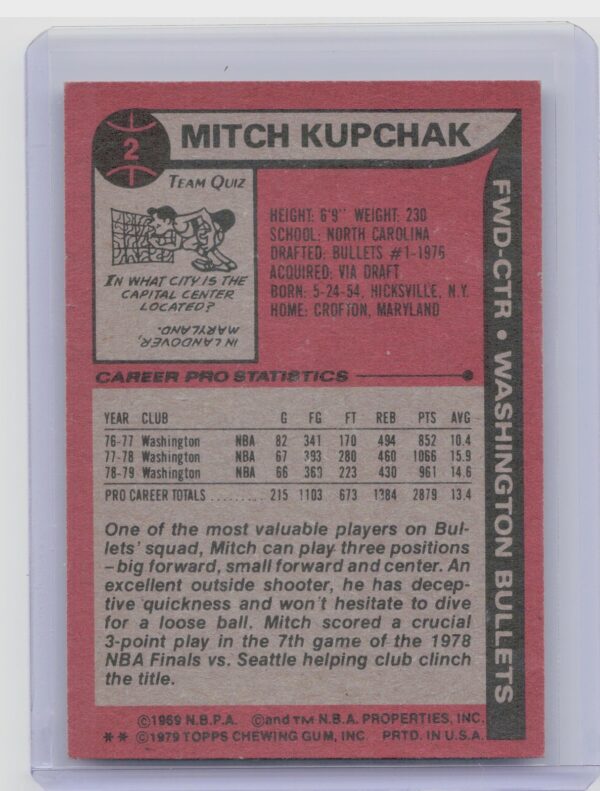 2
MITCH KUPCHAK
FWD-CTR • WASHINGTON BULLETS
TEAM QUIZ
IN WHAT CITY IS THE
CAPITAL CENTER
LOCATED?
IN LANDOVER,
MARYLAND.
HEIGHT: 6'9" WEIGHT: 230
SCHOOL: NORTH CAROLINA
DRAFTED: BULLETS #1-1976
ACQUIRED: VIA DRAFT
BORN: 5-24-54, HICKSVILLE, N.Y.
HOME: CROFTON, MARYLAND
CAREER PRO STATISTICS
YEAR CLUB G FG FT REB PTS AVG
76-77 Washington NBA 82 341 170 494 852 10.4
77-78 Washington NBA 67 393 280 460 1066 15.9
78-79 Washington NBA 66 369 223 430 961 14.6
PRO CAREER TOTALS .......... 215 1103 673 1384 2879 13.4
One of the most valuable players on Bul-
lets' squad, Mitch can play three positions
–big forward, small forward and center. An
excellent outside shooter, he has decep-
tive quickness and won't hesitate to dive
for a loose ball. Mitch scored a crucial
3-point play in the 7th game of the 1978
NBA Finals vs. Seattle helping club clinch
the title.
©1969 N.B.P.A. ©and TM N.B.A. PROPERTIES, INC.
** ©1979 TOPPS CHEWING GUM, INC. PRTD. IN U.S.A.